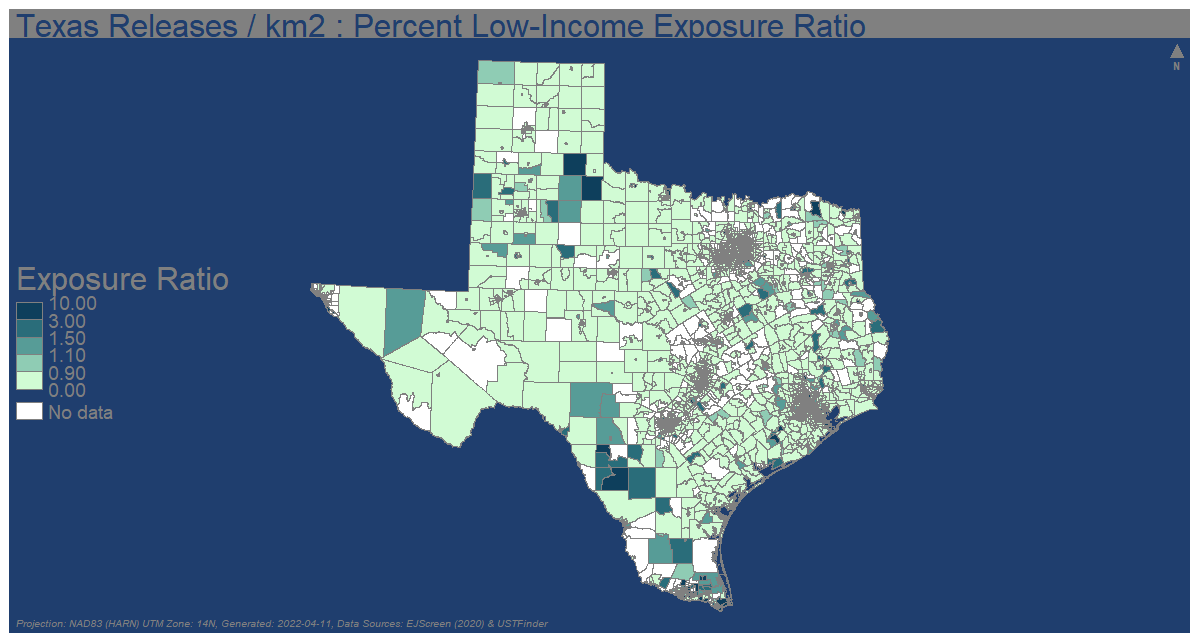 Texas Releases / km2 : Percent Low-Income Exposure Ratio
N
Exposure Ratio
10.00
3.00
1.50
1.10
0.90
0.00
No data
Projection: NAD83 (HARN) UTM Zone: 14N, Generated: 2022-04-11, Data Sources: EJScreen (2020) & USTFinder